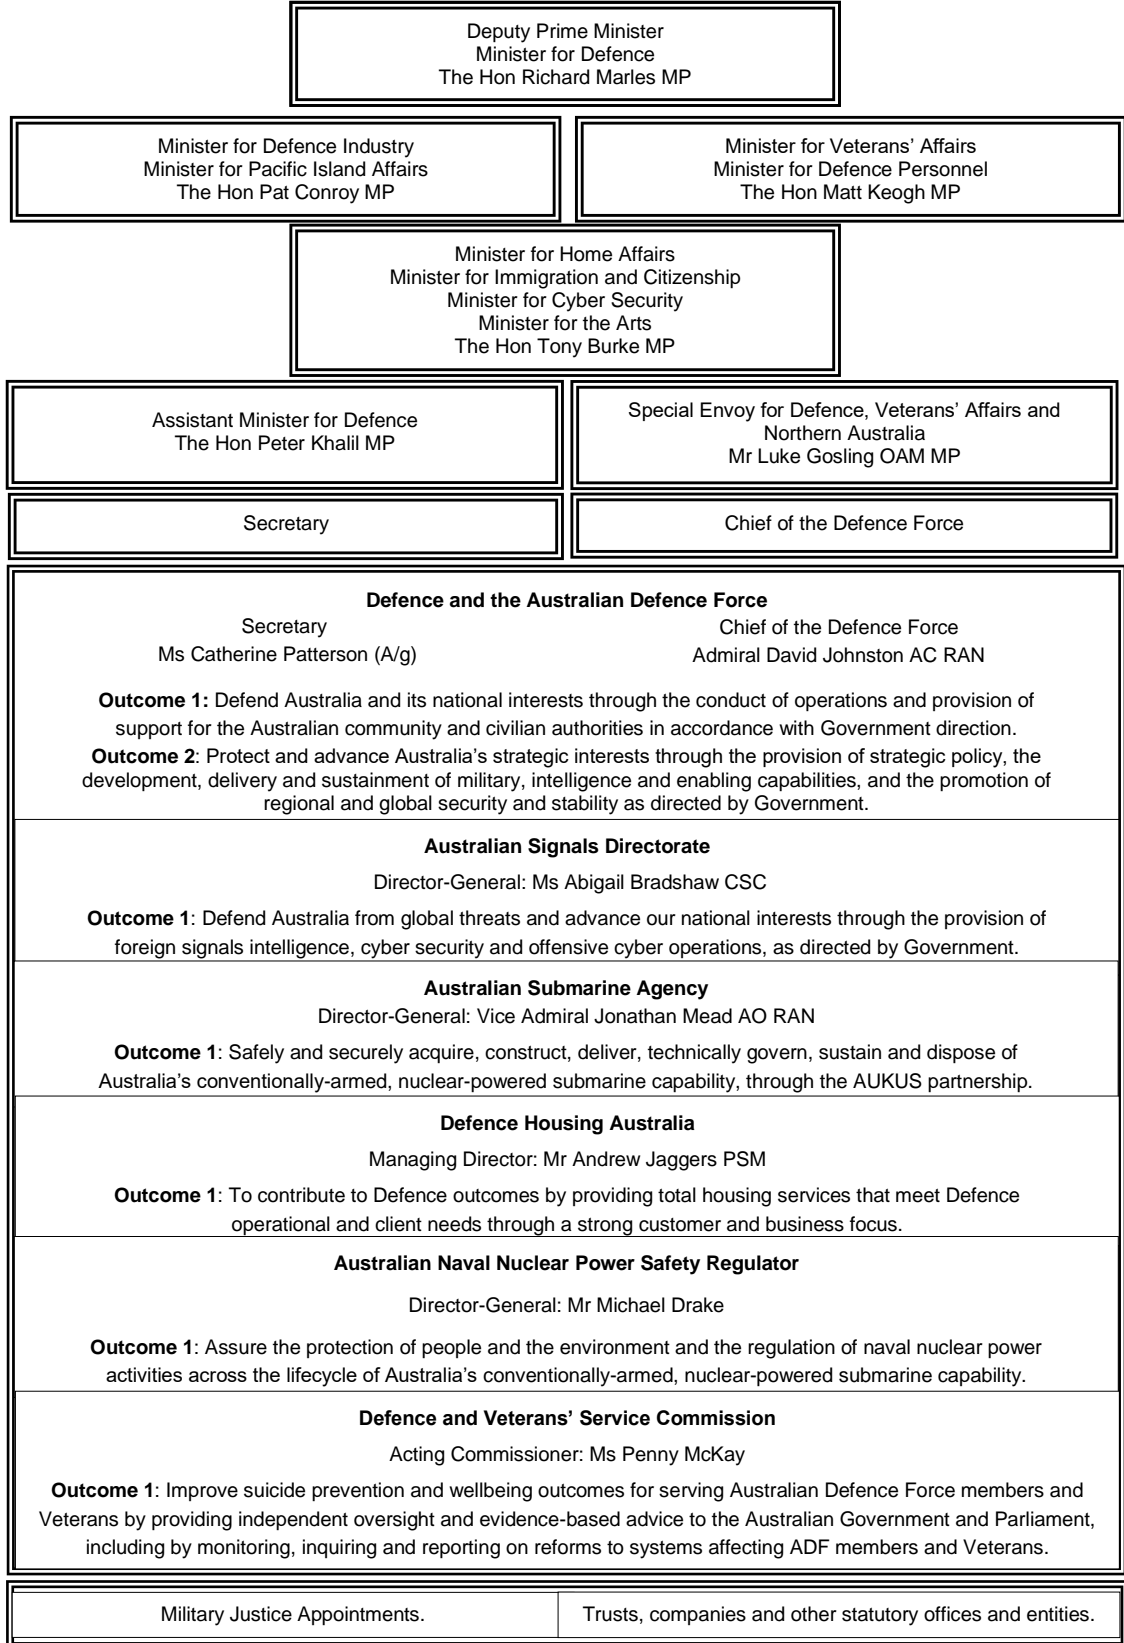 Deputy Prime Minister
Minister for Defence
The Hon Richard Marles MP
Minister for Defence Industry
Minister for Pacific Island Affairs
The Hon Pat Conroy MP
Minister for Veterans’ Affairs
Minister for Defence Personnel
The Hon Matt Keogh MP
Minister for Home Affairs
Minister for Immigration and Citizenship
Minister for Cyber Security
Minister for the Arts
The Hon Tony Burke MP
Assistant Minister for Defence
The Hon Peter Khalil MP
Special Envoy for Defence, Veterans’ Affairs and
Northern Australia
Mr Luke Gosling OAM MP
Secretary
Chief of the Defence Force
Defence and the Australian Defence Force
Secretary
Ms Catherine Patterson (A/g)
Chief of the Defence Force
Admiral David Johnston AC RAN
Outcome 1: Defend Australia and its national interests through the conduct of operations and provision of
support for the Australian community and civilian authorities in accordance with Government direction.
Outcome 2: Protect and advance Australia’s strategic interests through the provision of strategic policy, the
development, delivery and sustainment of military, intelligence and enabling capabilities, and the promotion of
regional and global security and stability as directed by Government.
Australian Signals Directorate
Director-General: Ms Abigail Bradshaw CSC
Outcome 1: Defend Australia from global threats and advance our national interests through the provision of
foreign signals intelligence, cyber security and offensive cyber operations, as directed by Government.
Australian Submarine Agency
Director-General: Vice Admiral Jonathan Mead AO RAN
Outcome 1: Safely and securely acquire, construct, deliver, technically govern, sustain and dispose of
Australia’s conventionally-armed, nuclear-powered submarine capability, through the AUKUS partnership.
Defence Housing Australia
Managing Director: Mr Andrew Jaggers PSM
Outcome 1: To contribute to Defence outcomes by providing total housing services that meet Defence
operational and client needs through a strong customer and business focus.
Australian Naval Nuclear Power Safety Regulator
Director-General: Mr Michael Drake
Outcome 1: Assure the protection of people and the environment and the regulation of naval nuclear power
activities across the lifecycle of Australia’s conventionally-armed, nuclear-powered submarine capability.
Defence and Veterans’ Service Commission
Acting Commissioner: Ms Penny McKay
Outcome 1: Improve suicide prevention and wellbeing outcomes for serving Australian Defence Force members and
Veterans by providing independent oversight and evidence-based advice to the Australian Government and Parliament,
including by monitoring, inquiring and reporting on reforms to systems affecting ADF members and Veterans.
Military Justice Appointments.
Trusts, companies and other statutory offices and entities.